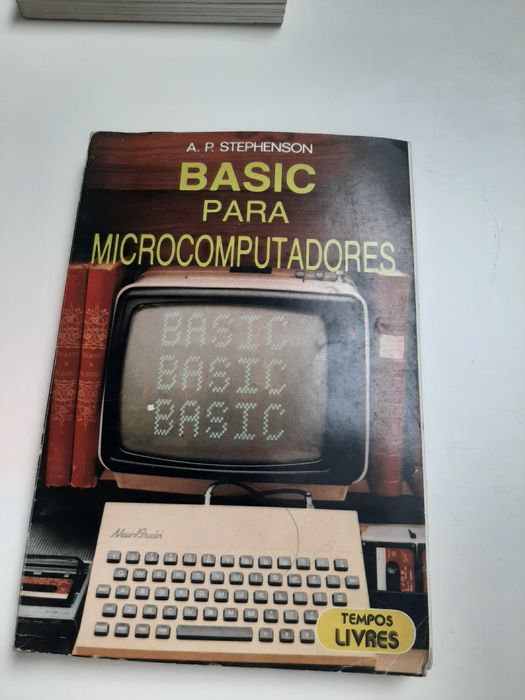 A. P. STEPHENSON
BASIC
PARA
MICROCOMPUTADORES
BASIC
BASIC
BASIC
NewBrain
TEMPOS
LIVRES